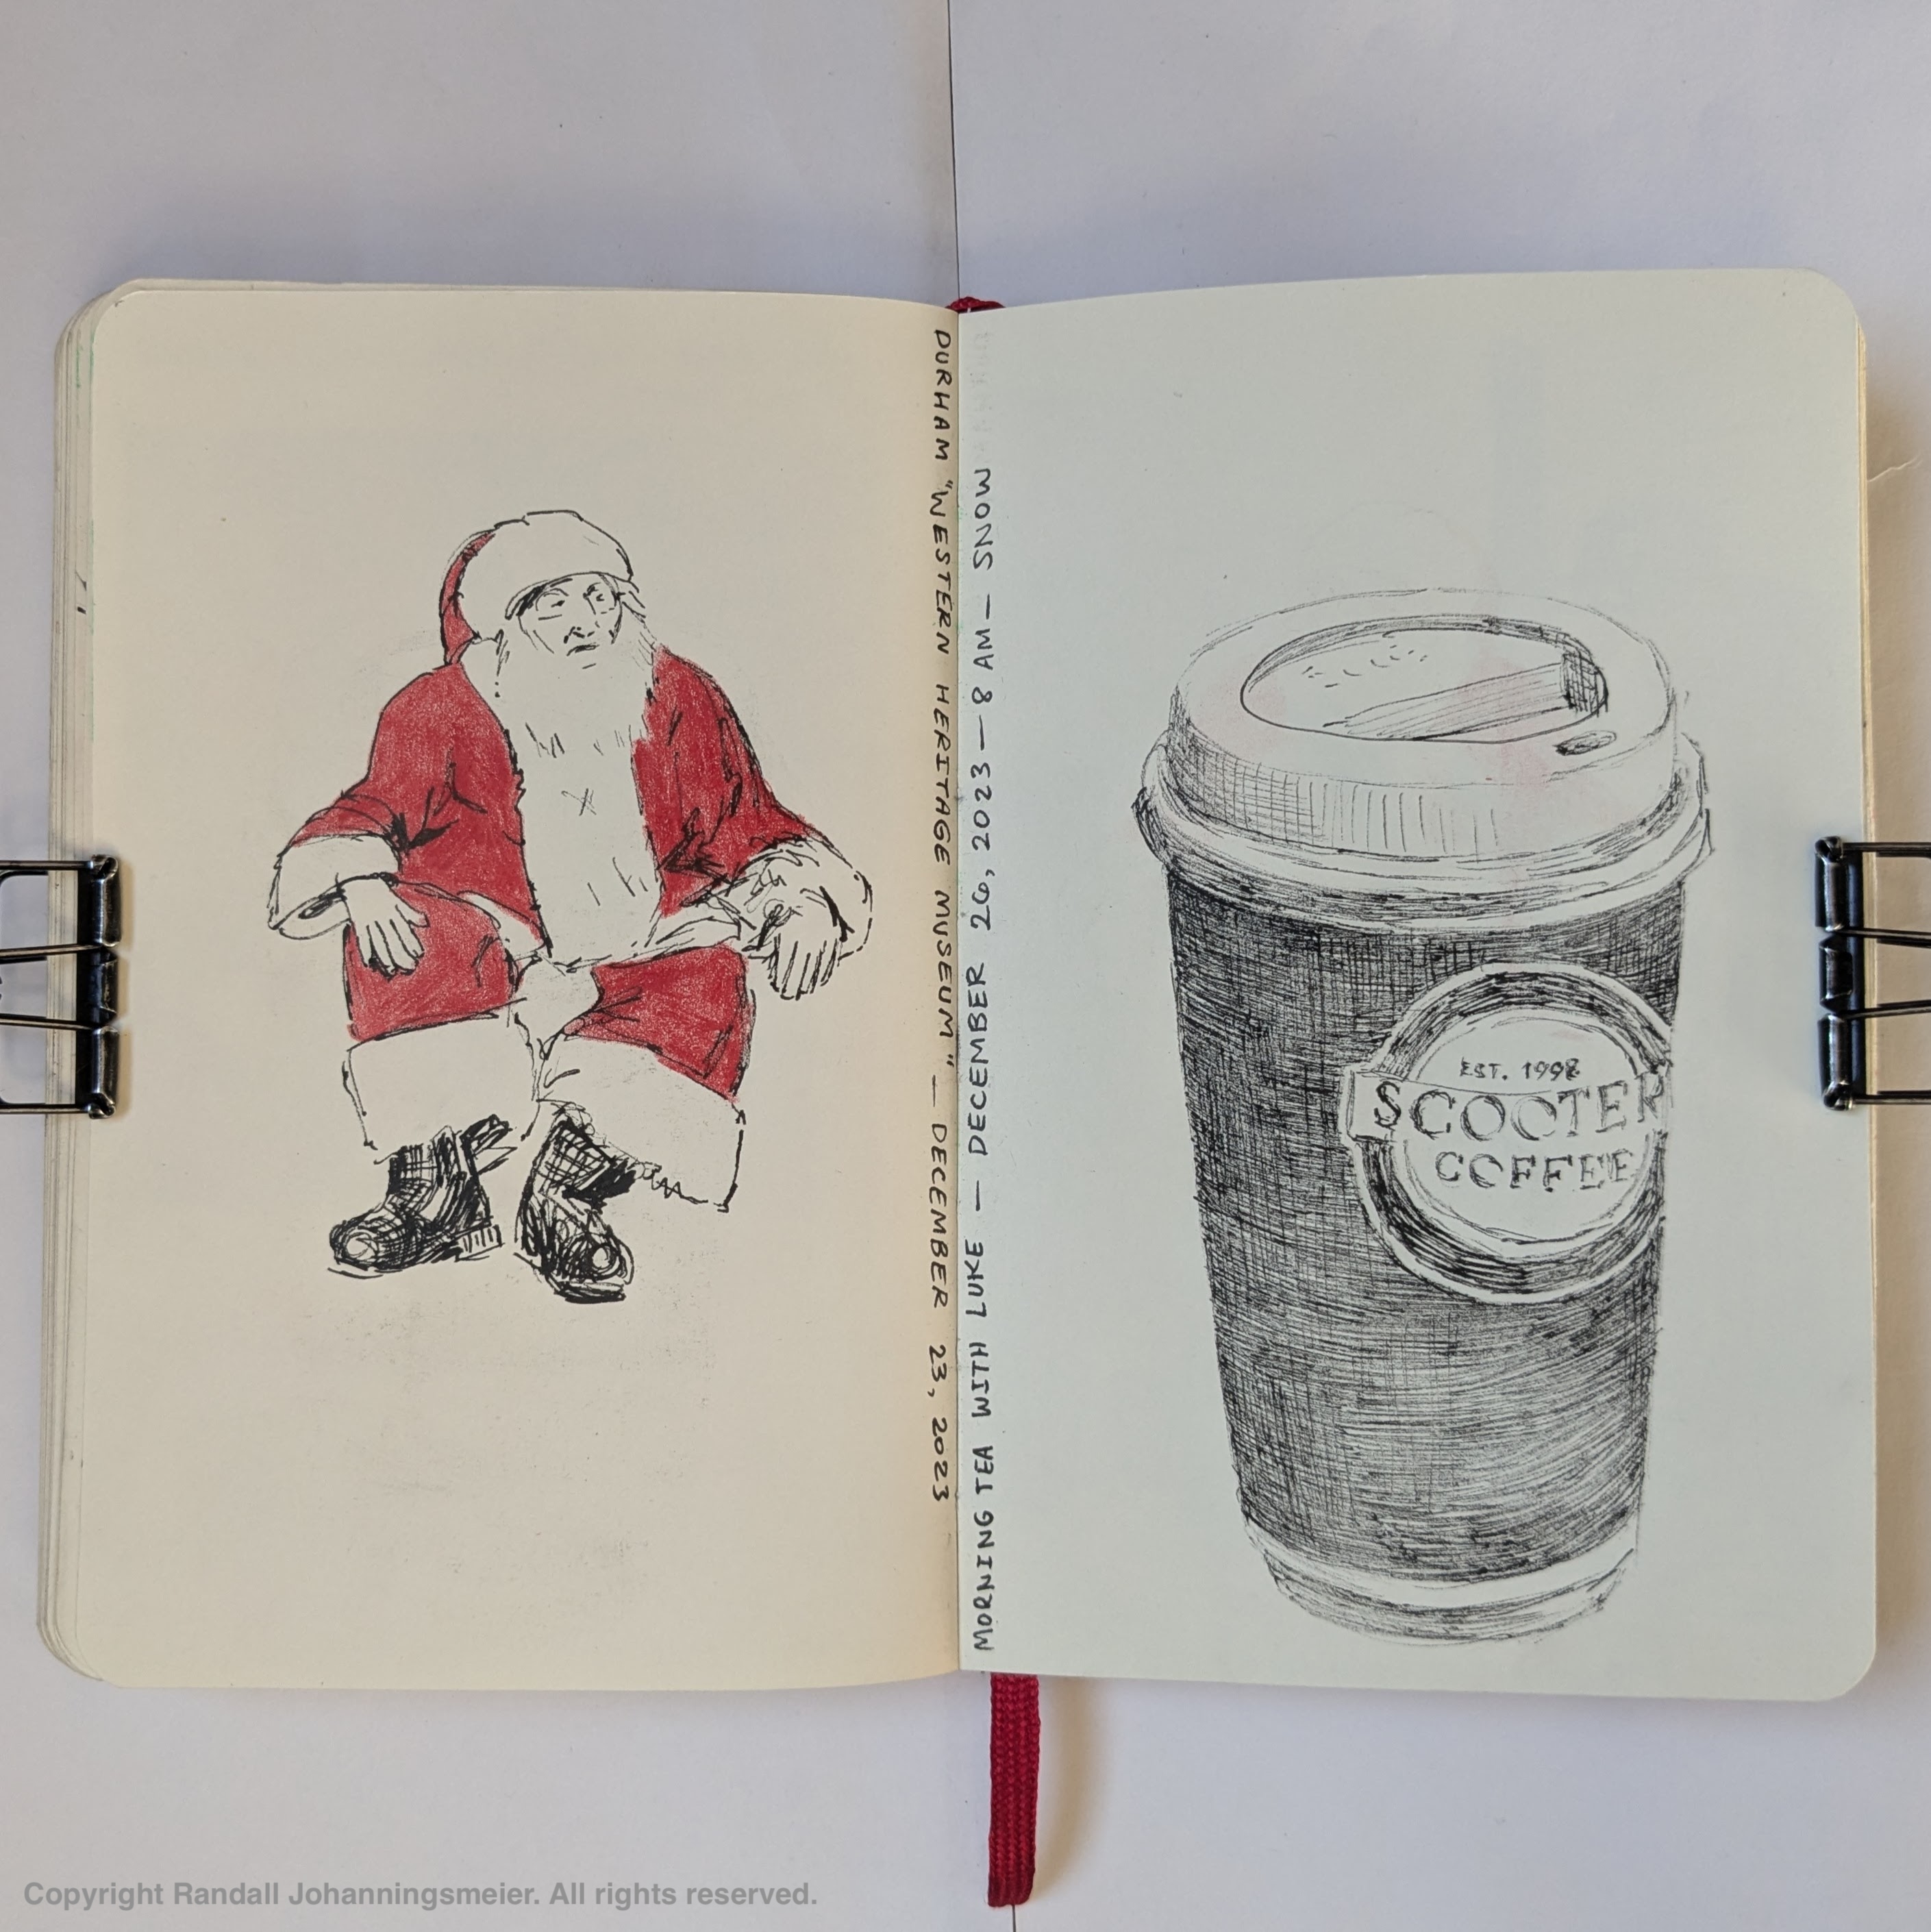 DURHAM "WESTERN HERITAGE MUSEUM" — DECEMBER 23, 2023
MORNING TEA WITH LUKE — DECEMBER 26, 2023 — 8 AM — SNOW
EST. 1998
SCOOTER
COFFEE
Copyright Randall Johanningsmeier. All rights reserved.